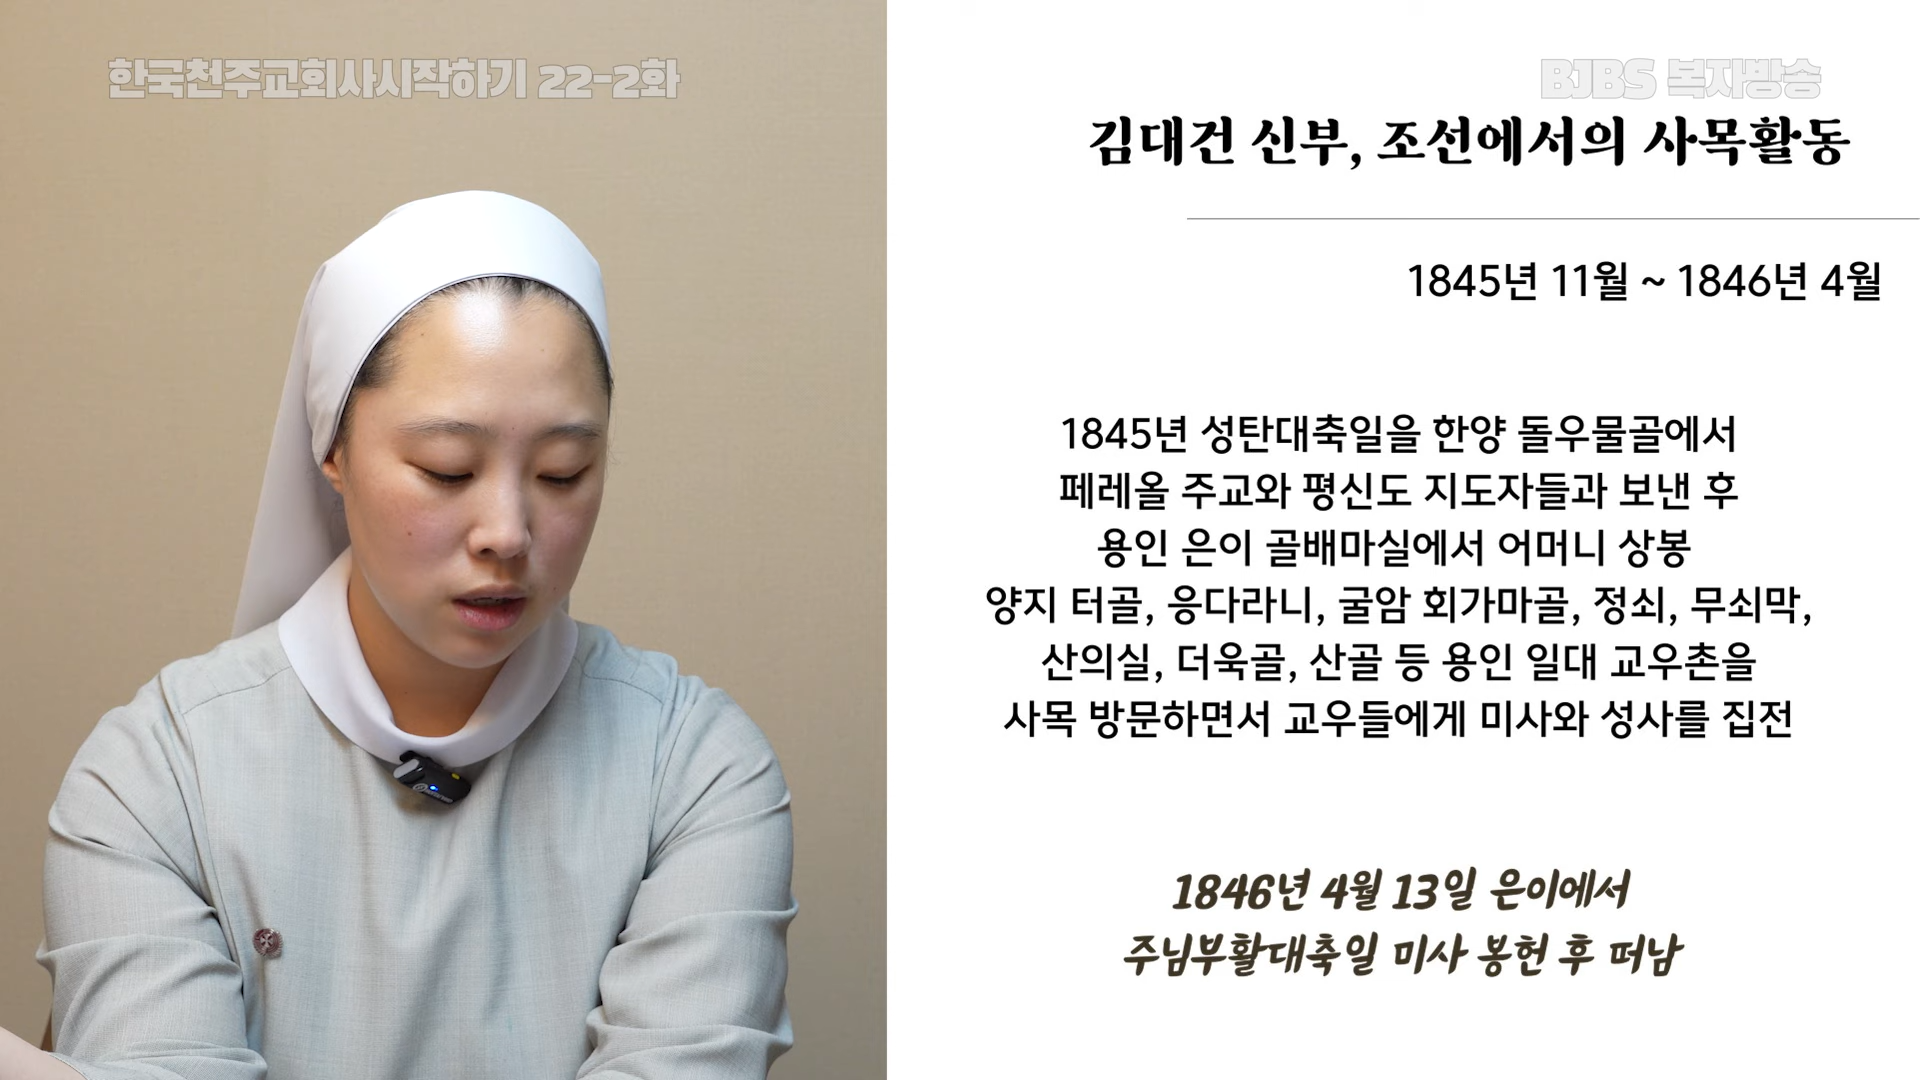 한국천주교회사시작하기 22-2화
BJBS 복자방송
김대건 신부, 조선에서의 사목활동
1845년 11월 ~ 1846년 4월
1845년 성탄대축일을 한양 돌우물골에서
페레올 주교와 평신도 지도자들과 보낸 후
용인 은이 골배마실에서 어머니 상봉
양지 터골, 응다라니, 굴암 회가마골, 정쇠, 무쇠막,
산의실, 더욱골, 산골 등 용인 일대 교우촌을
사목 방문하면서 교우들에게 미사와 성사를 집전
1846년 4월 13일 은이에서
주님부활대축일 미사 봉헌 후 떠남